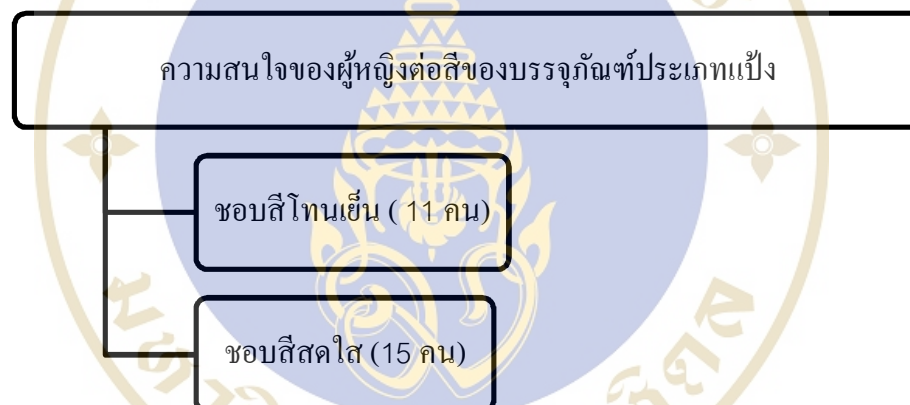 ความสนใจของผู้หญิงต่อสีของบรรจุภัณฑ์ประเภทแป้ง
ชอบสีโทนเย็น ( 11 คน)
ชอบสีสดใส (15 คน)